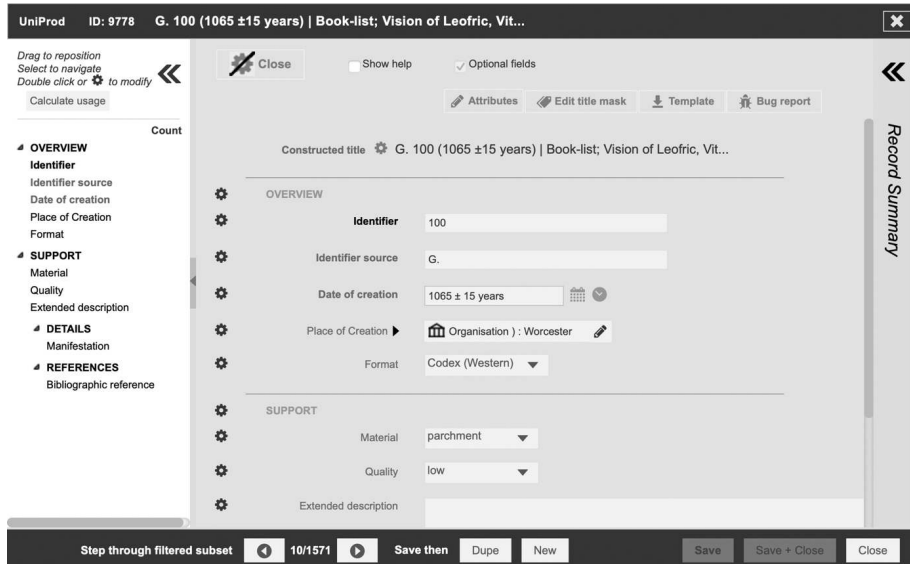 UniProd ID: 9778 G. 100 (1065 ±15 years) | Book-list; Vision of Leofric, Vit...
Drag to reposition
Select to navigate
Double click or to modify
Calculate usage
Count
OVERVIEW
Identifier
Identifier source
Date of creation
Place of Creation
Format
SUPPORT
Material
Quality
Extended description
DETAILS
Manifestation
REFERENCES
Bibliographic reference
Close Show help Optional fields
Attributes Edit title mask Template Bug report
Constructed title G. 100 (1065 ±15 years) | Book-list; Vision of Leofric, Vit...
OVERVIEW
Identifier 100
Identifier source G.
Date of creation 1065 ± 15 years
Place of Creation Organisation ) : Worcester
Format Codex (Western)
SUPPORT
Material parchment
Quality low
Extended description
Record Summary
Step through filtered subset 10/1571 Save then Dupe New Save Save + Close Close